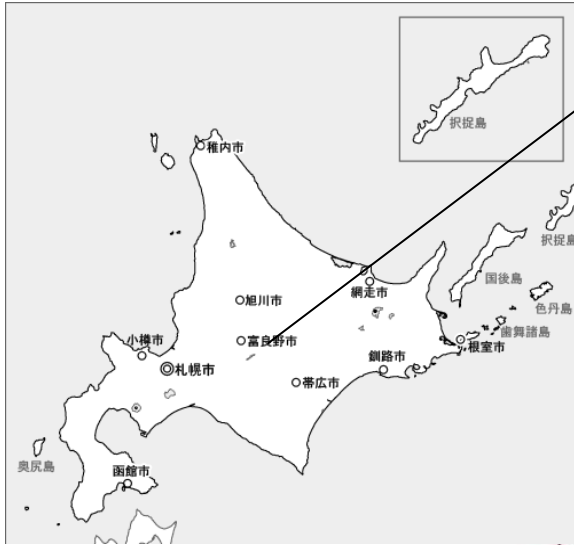 択捉島
稚内市
択捉島
国後島
網走市
色丹島
旭川市
歯舞諸島
小樽市
富良野市
根室市
札幌市
釧路市
帯広市
奥尻島
函館市